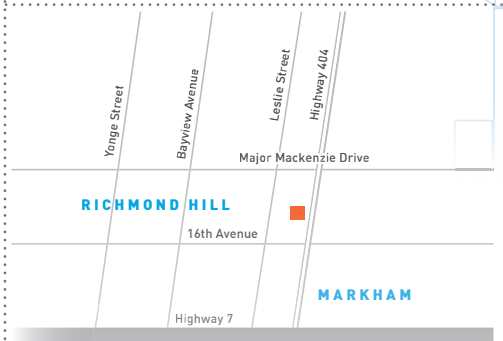 Yonge Street
Bayview Avenue
Leslie Street
Highway 404
Major Mackenzie Drive
RICHMOND HILL
16th Avenue
MARKHAM
Highway 7